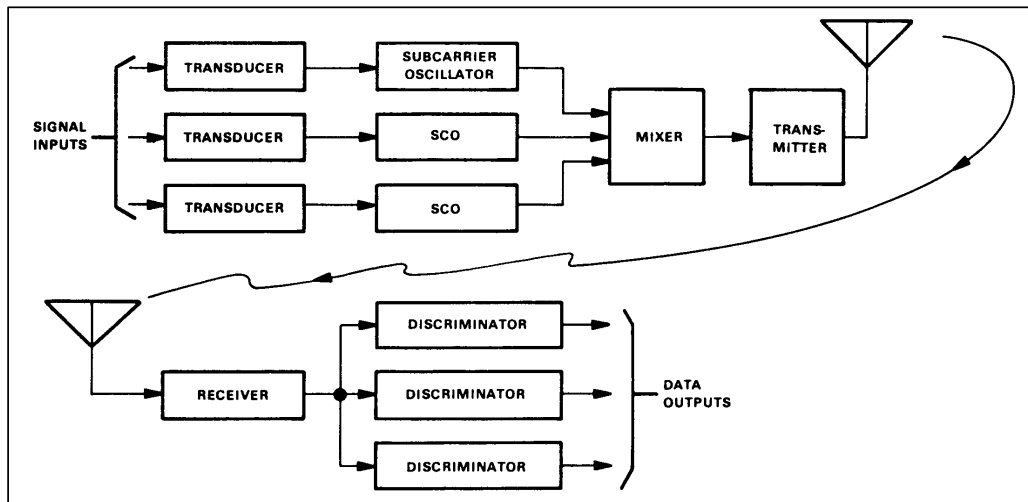 TRANSDUCER
SUBCARRIER
OSCILLATOR
SIGNAL
INPUTS
TRANSDUCER
SCO
MIXER
TRANS-
MITTER
TRANSDUCER
SCO
DISCRIMINATOR
RECEIVER
DISCRIMINATOR
DATA
OUTPUTS
DISCRIMINATOR